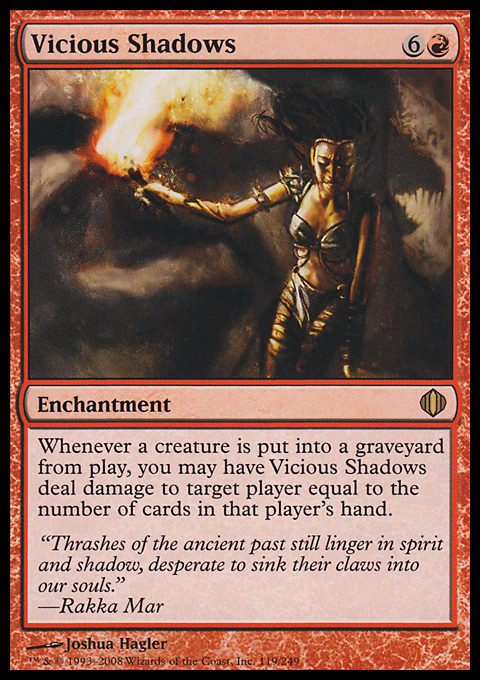 Vicious Shadows 6
Enchantment
Whenever a creature is put into a graveyard
from play, you may have Vicious Shadows
deal damage to target player equal to the
number of cards in that player's hand.
“Thrashes of the ancient past still linger in spirit
and shadow, desperate to sink their claws into
our souls.”
—Rakka Mar
Joshua Hagler
™ & © 1993–2008 Wizards of the Coast, Inc. 119/249